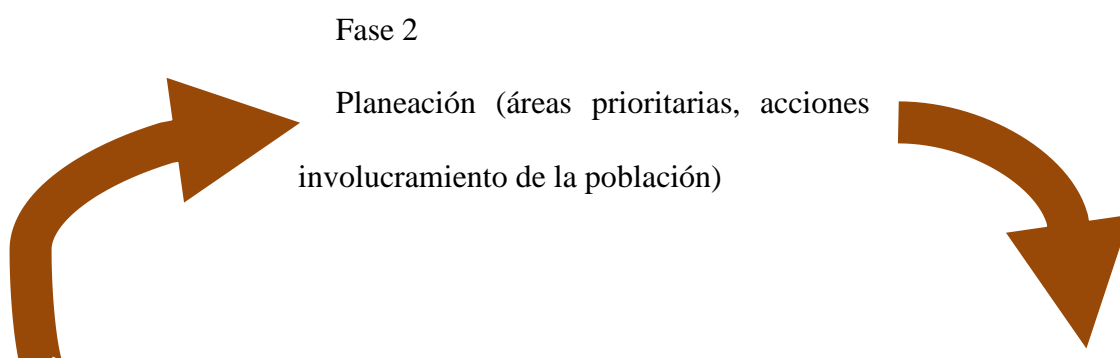 Fase 2
Planeación (áreas prioritarias, acciones
involucramiento de la población)